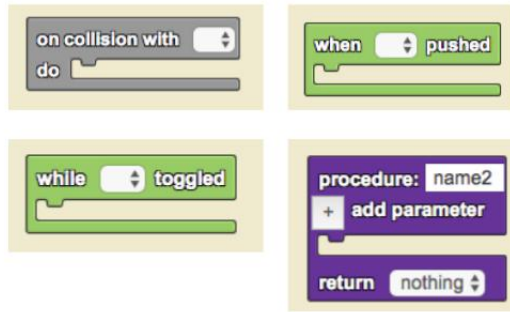 on collision with
do
when pushed
while toggled
procedure: name2
+ add parameter
return nothing